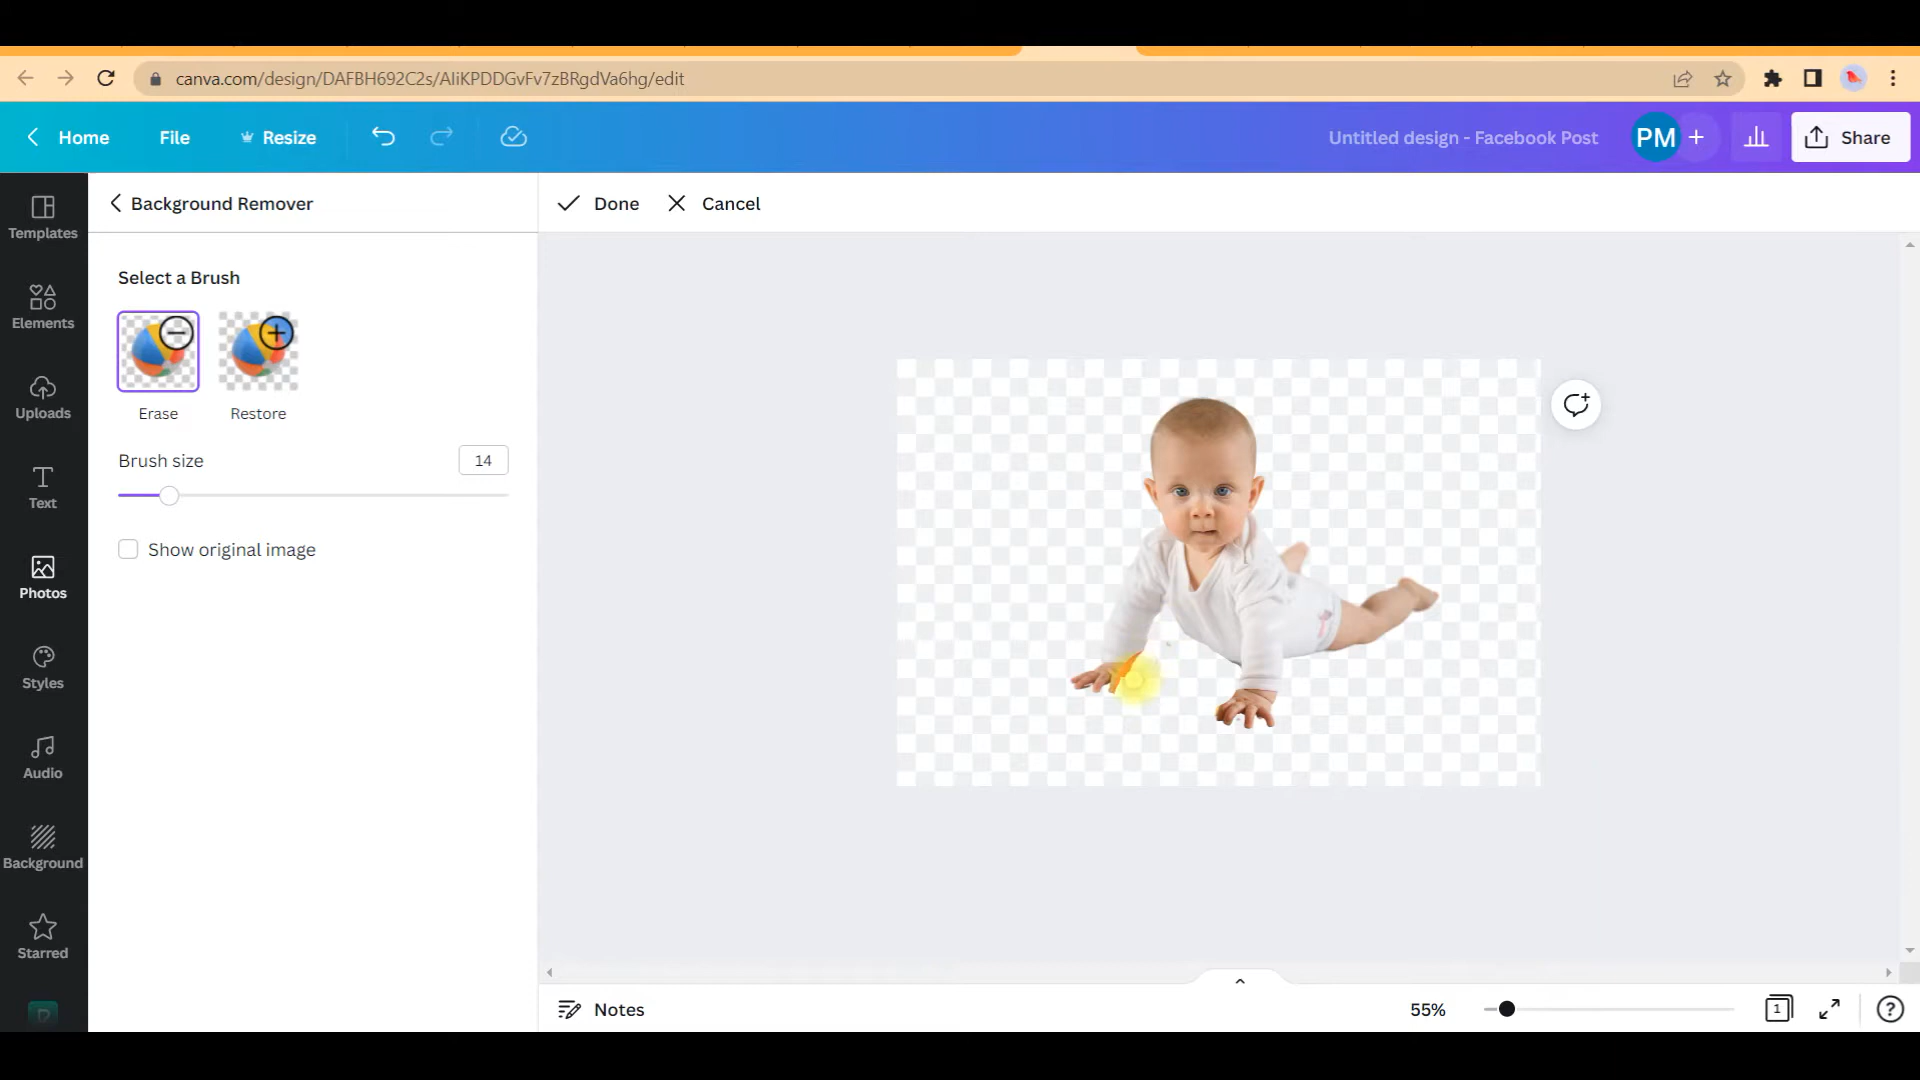 canva.com/design/DAFBH692C2s/AliKPDDGvFv7zBRgdVa6hg/edit
Home File Resize Untitled design - Facebook Post PM + Share
Background Remover Done Cancel
Templates
Select a Brush
Elements
Erase Restore
Uploads
Brush size 14
Text
Show original image
Photos
Styles
Audio
Background
Starred
Notes 55% 1 ?